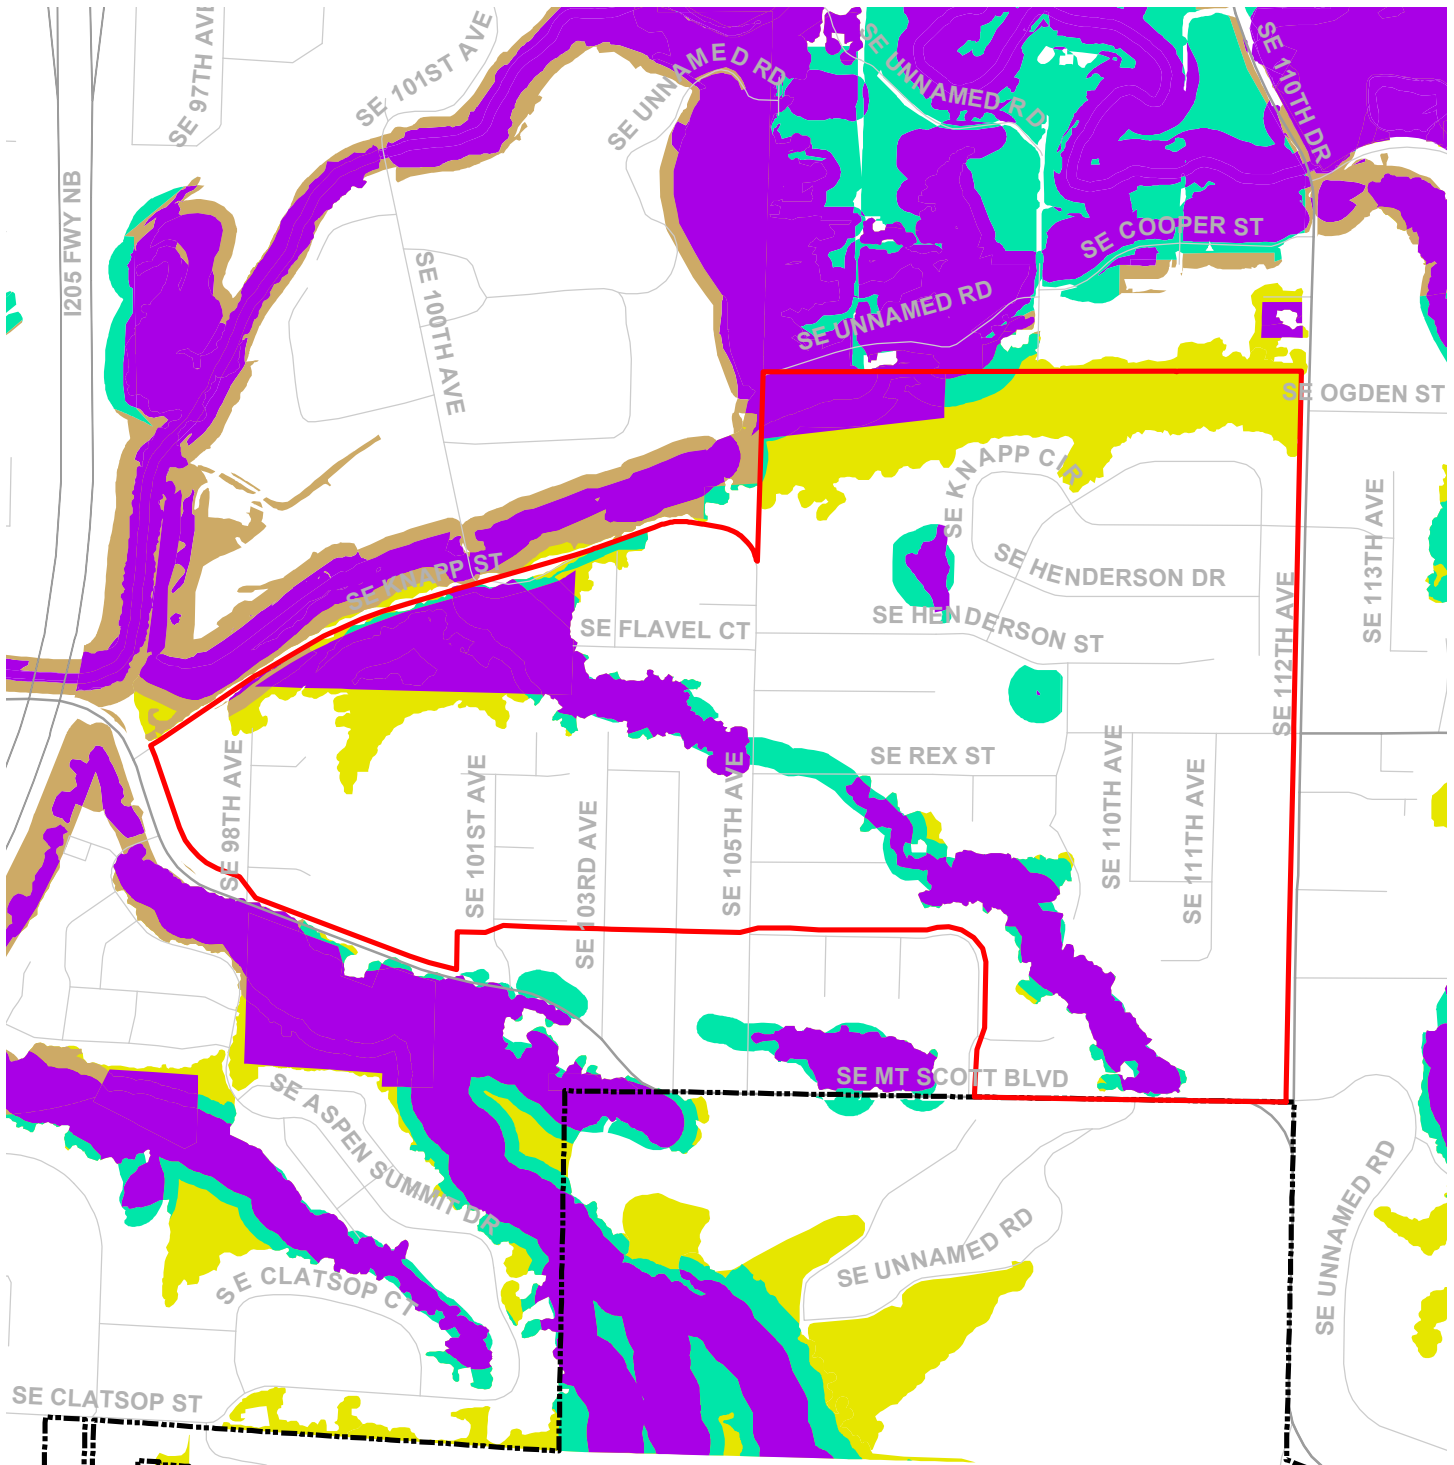 SE 97TH AVE
SE 101ST AVE
SE UNNAMED RD
SE UNNAMED RD
SE 110TH DR
I205 FWY NB
SE COOPER ST
SE 100TH AVE
SE UNNAMED RD
SE OGDEN ST
SE KNAPP CIR
SE 113TH AVE
SE HENDERSON DR
SE KNAPP ST
SE FLAVEL CT
SE HENDERSON ST
SE 112TH AVE
SE REX ST
SE 98TH AVE
SE 101ST AVE
SE 103RD AVE
SE 105TH AVE
SE 110TH AVE
SE 111TH AVE
SE MT SCOTT BLVD
SE ASPEN SUMMIT DR
SE UNNAMED RD
SE UNNAMED RD
SE CLATSOP CT
SE CLATSOP ST